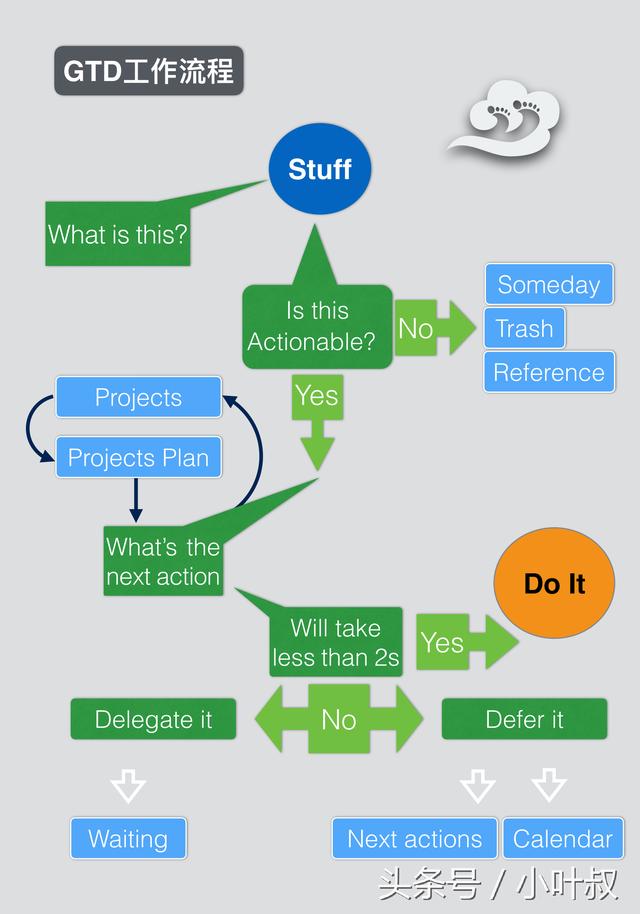 GTD工作流程
Stuff
What is this?
Is this
Actionable?
No
Someday
Trash
Reference
Yes
Projects
Projects Plan
What's the
next action
Do It
Will take
less than 2s
Yes
Delegate it
No
Defer it
Waiting
Next actions
Calendar
头条号 / 小叶叔